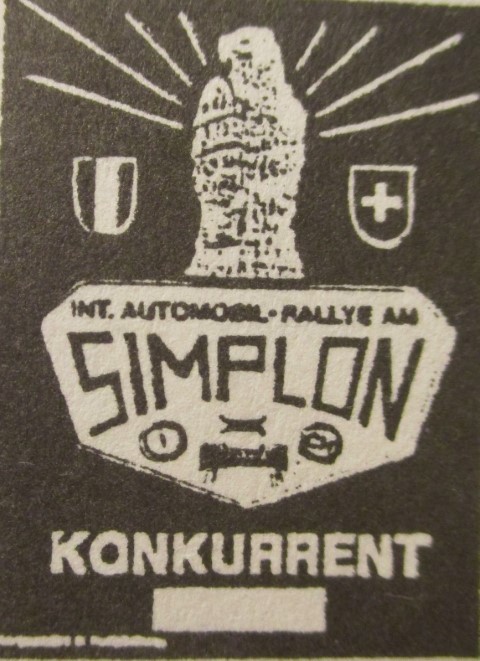 INT. AUTOMOBIL-RALLYE AM
SIMPLON
KONKURRENT